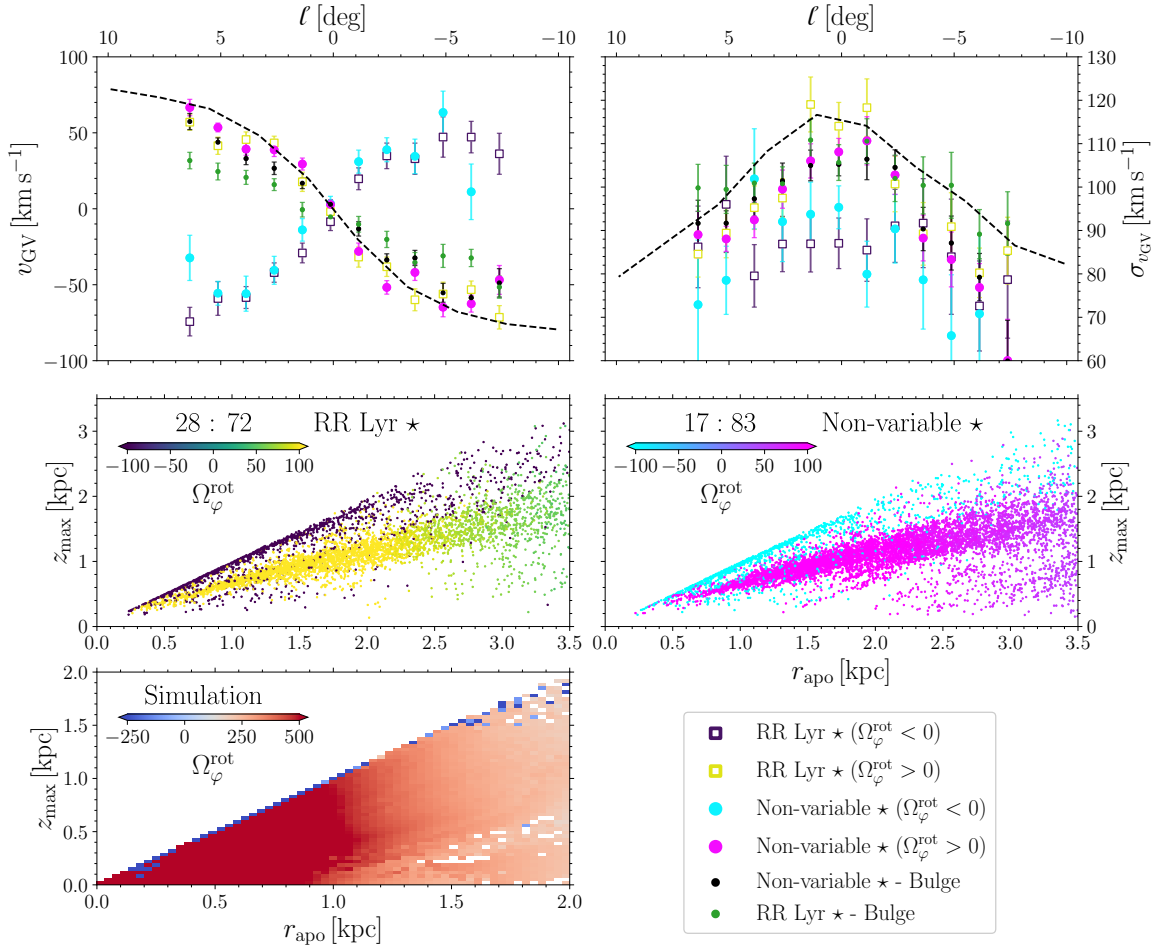 ℓ [deg]
10 5 0 −5 −10
100
50
0
−50
−100
v_GV [km s⁻¹]
ℓ [deg]
10 5 0 −5 −10
130
120
110
100
90
80
70
60
σ_v_GV [km s⁻¹]
28 : 72 RR Lyr ⋆
−100 −50 0 50 100
Ω_φ^rot
3
2
1
0
z_max [kpc]
0.0 0.5 1.0 1.5 2.0 2.5 3.0 3.5
17 : 83 Non-variable ⋆
−100 −50 0 50 100
Ω_φ^rot
3
2
1
0
z_max [kpc]
0.0 0.5 1.0 1.5 2.0 2.5 3.0 3.5
r_apo [kpc]
Simulation
−250 0 250 500
Ω_φ^rot
2.0
1.5
1.0
0.5
0.0
z_max [kpc]
0.0 0.5 1.0 1.5 2.0
r_apo [kpc]
RR Lyr ⋆ (Ω_φ^rot < 0)
RR Lyr ⋆ (Ω_φ^rot > 0)
Non-variable ⋆ (Ω_φ^rot < 0)
Non-variable ⋆ (Ω_φ^rot > 0)
Non-variable ⋆ - Bulge
RR Lyr ⋆ - Bulge